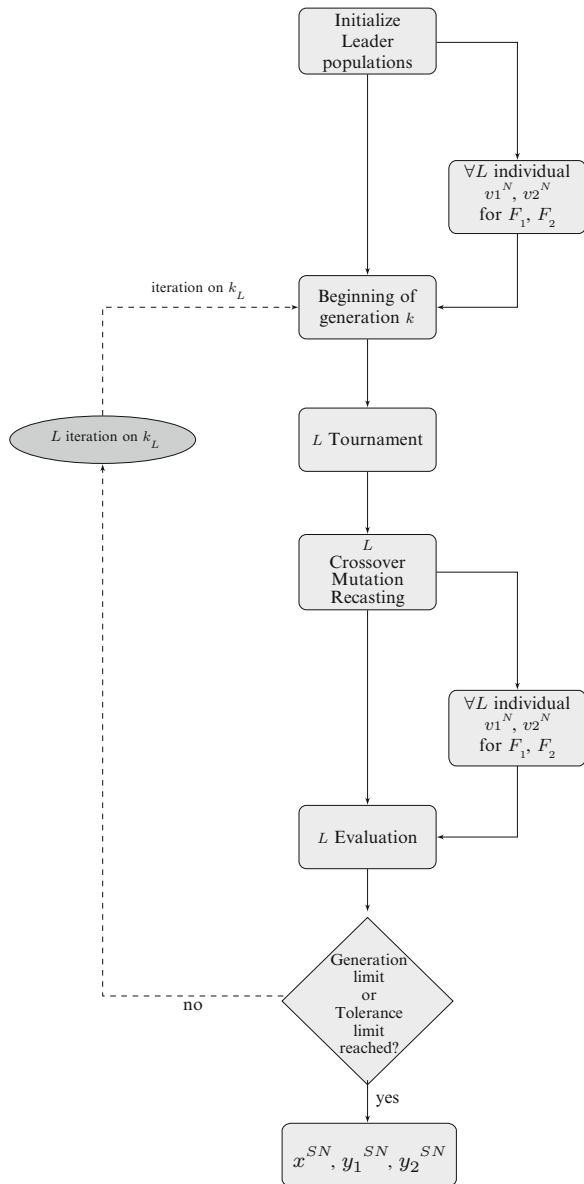 Initialize
Leader
populations
∀L individual
v1^N, v2^N
for F_1, F_2
iteration on k_L
Beginning of
generation k
L iteration on k_L
L Tournament
L
Crossover
Mutation
Recasting
∀L individual
v1^N, v2^N
for F_1, F_2
L Evaluation
Generation
limit
or
Tolerance
limit
reached?
no
yes
x^SN, y_1^SN, y_2^SN